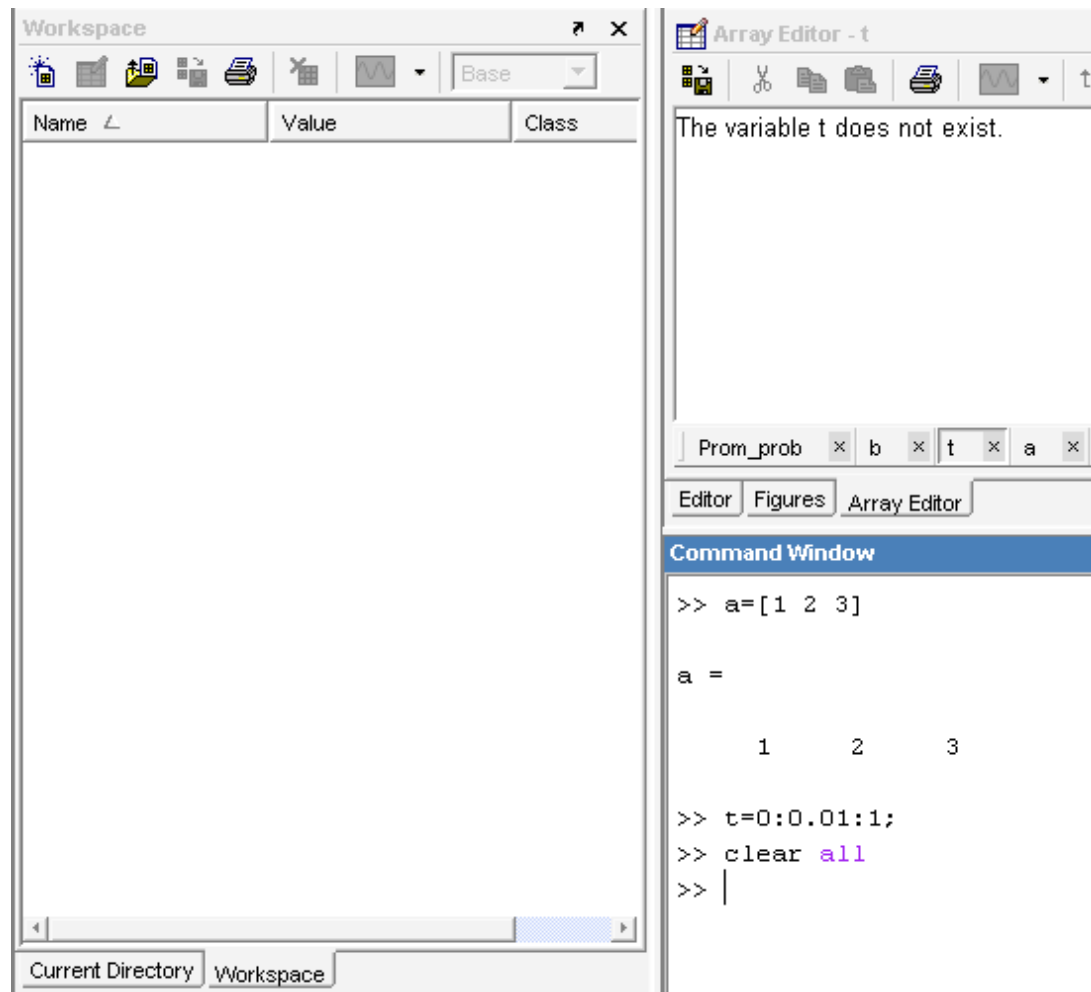 Workspace
Base
Name Value Class
Current Directory Workspace
Array Editor - t
The variable t does not exist.
Prom_prob b t a
Editor Figures Array Editor
Command Window
>> a=[1 2 3]
a =
1 2 3
>> t=0:0.01:1;
>> clear all
>>